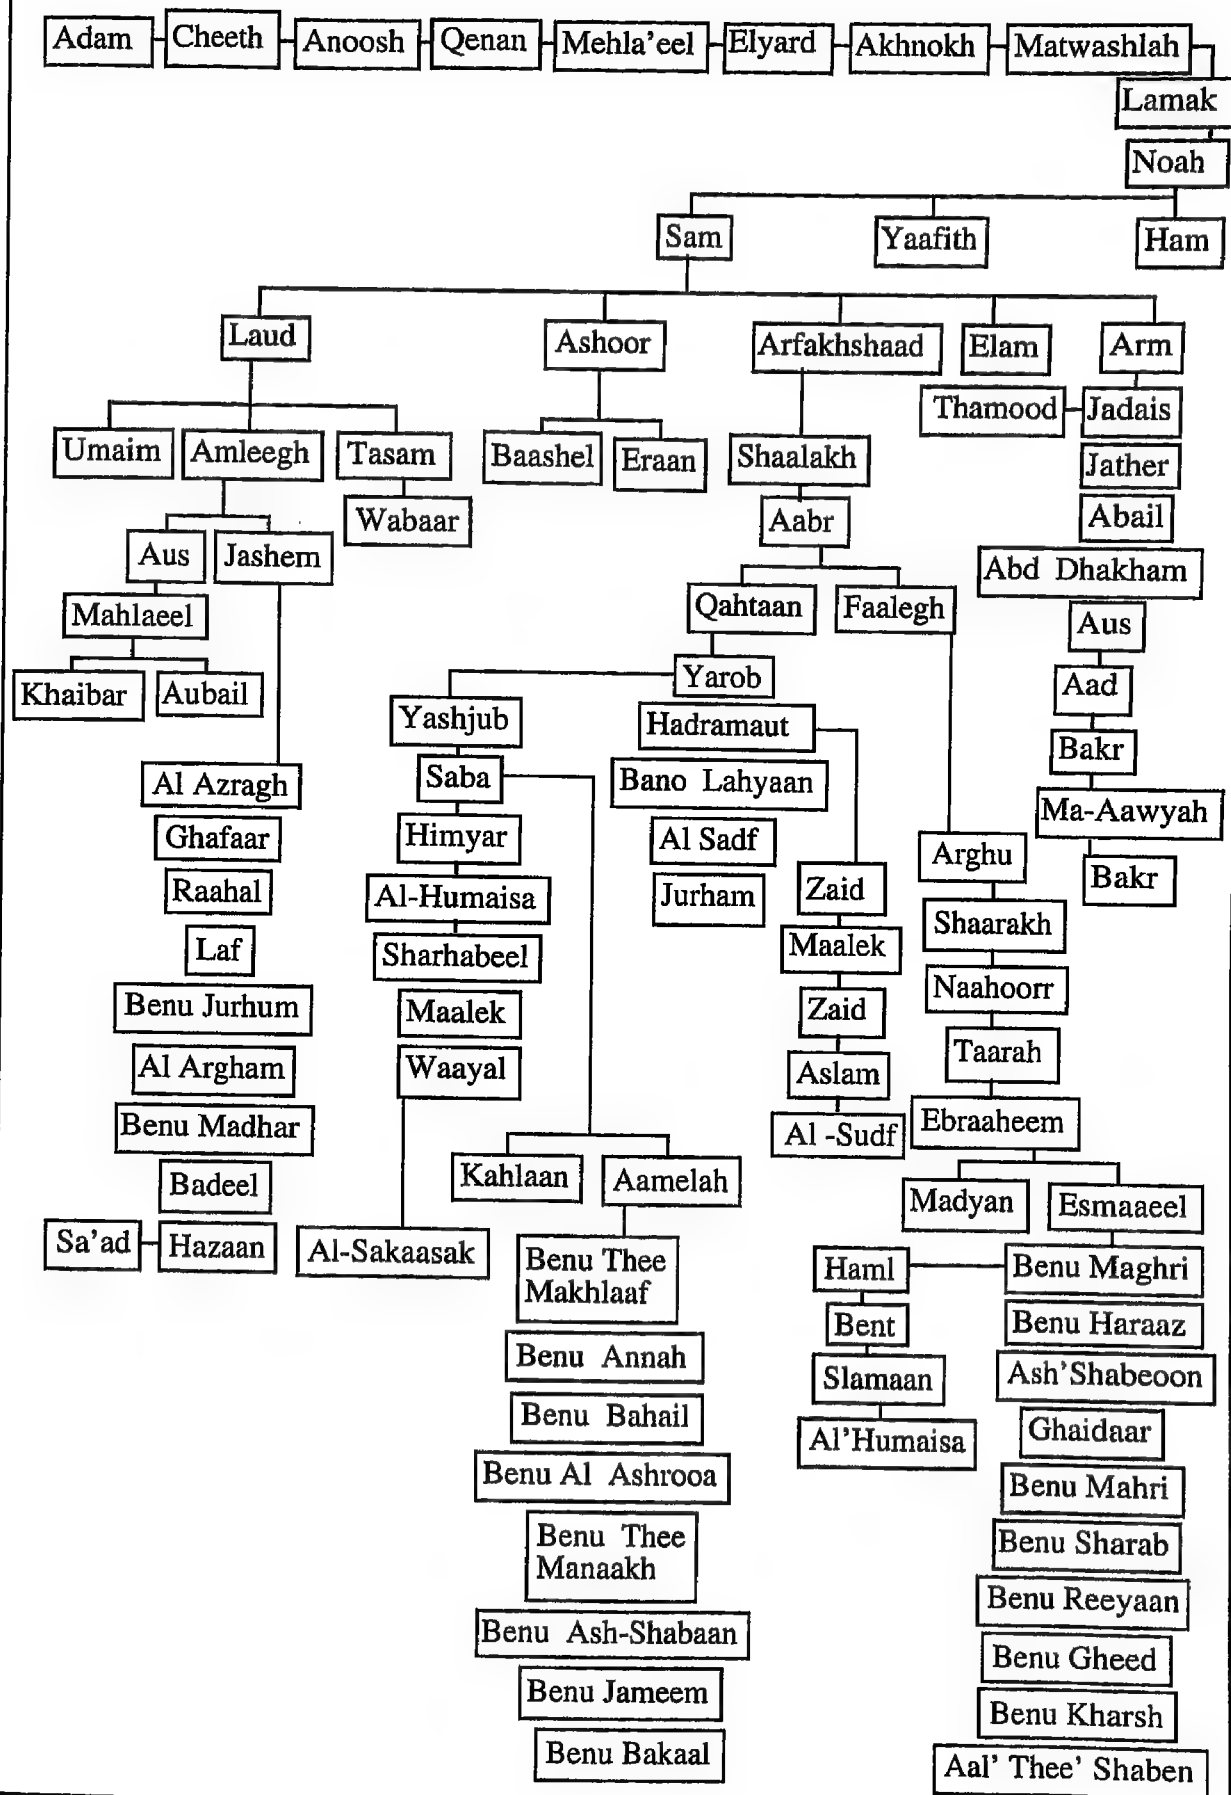 Adam Cheeth Anoosh Qenan Mehla'eel Elyard Akhnokh Matwashlah
Lamak
Noah
Sam Yaafith Ham
Laud Ashoor Arfakhshaad Elam Arm
Thamood Jadais
Umaim Amleegh Tasam Baashel Eraan Shaalakh Jather
Wabaar Aabr Abail
Aus Jashem Abd Dhakham
Mahlaeel Qahtaan Faalegh Aus
Khaibar Aubail Yarob Aad
Yashjub Hadramaut Bakr
Al Azragh Saba Bano Lahyaan Ma-Aawyah
Ghafaar Himyar Al Sadf Arghu
Raahal Al-Humaisa Jurham Zaid Bakr
Laf Sharhabeel Maalek Shaarakh
Benu Jurhum Maalek Zaid Naahoorr
Al Argham Waayal Aslam Taarah
Benu Madhar Al -Sudf Ebraaheem
Badeel Kahlaan Aamelah Madyan Esmaaeel
Sa'ad Hazaan Al-Sakaasak Benu Thee
Makhlaaf
Haml Benu Maghri
Bent Benu Haraaz
Benu Annah Slamaan Ash'Shabeoon
Benu Bahail Al'Humaisa Ghaidaar
Benu Al Ashrooa Benu Mahri
Benu Thee
Manaakh
Benu Sharab
Benu Ash-Shabaan Benu Reeyaan
Benu Jameem Benu Gheed
Benu Bakaal Benu Kharsh
Aal' Thee' Shaben